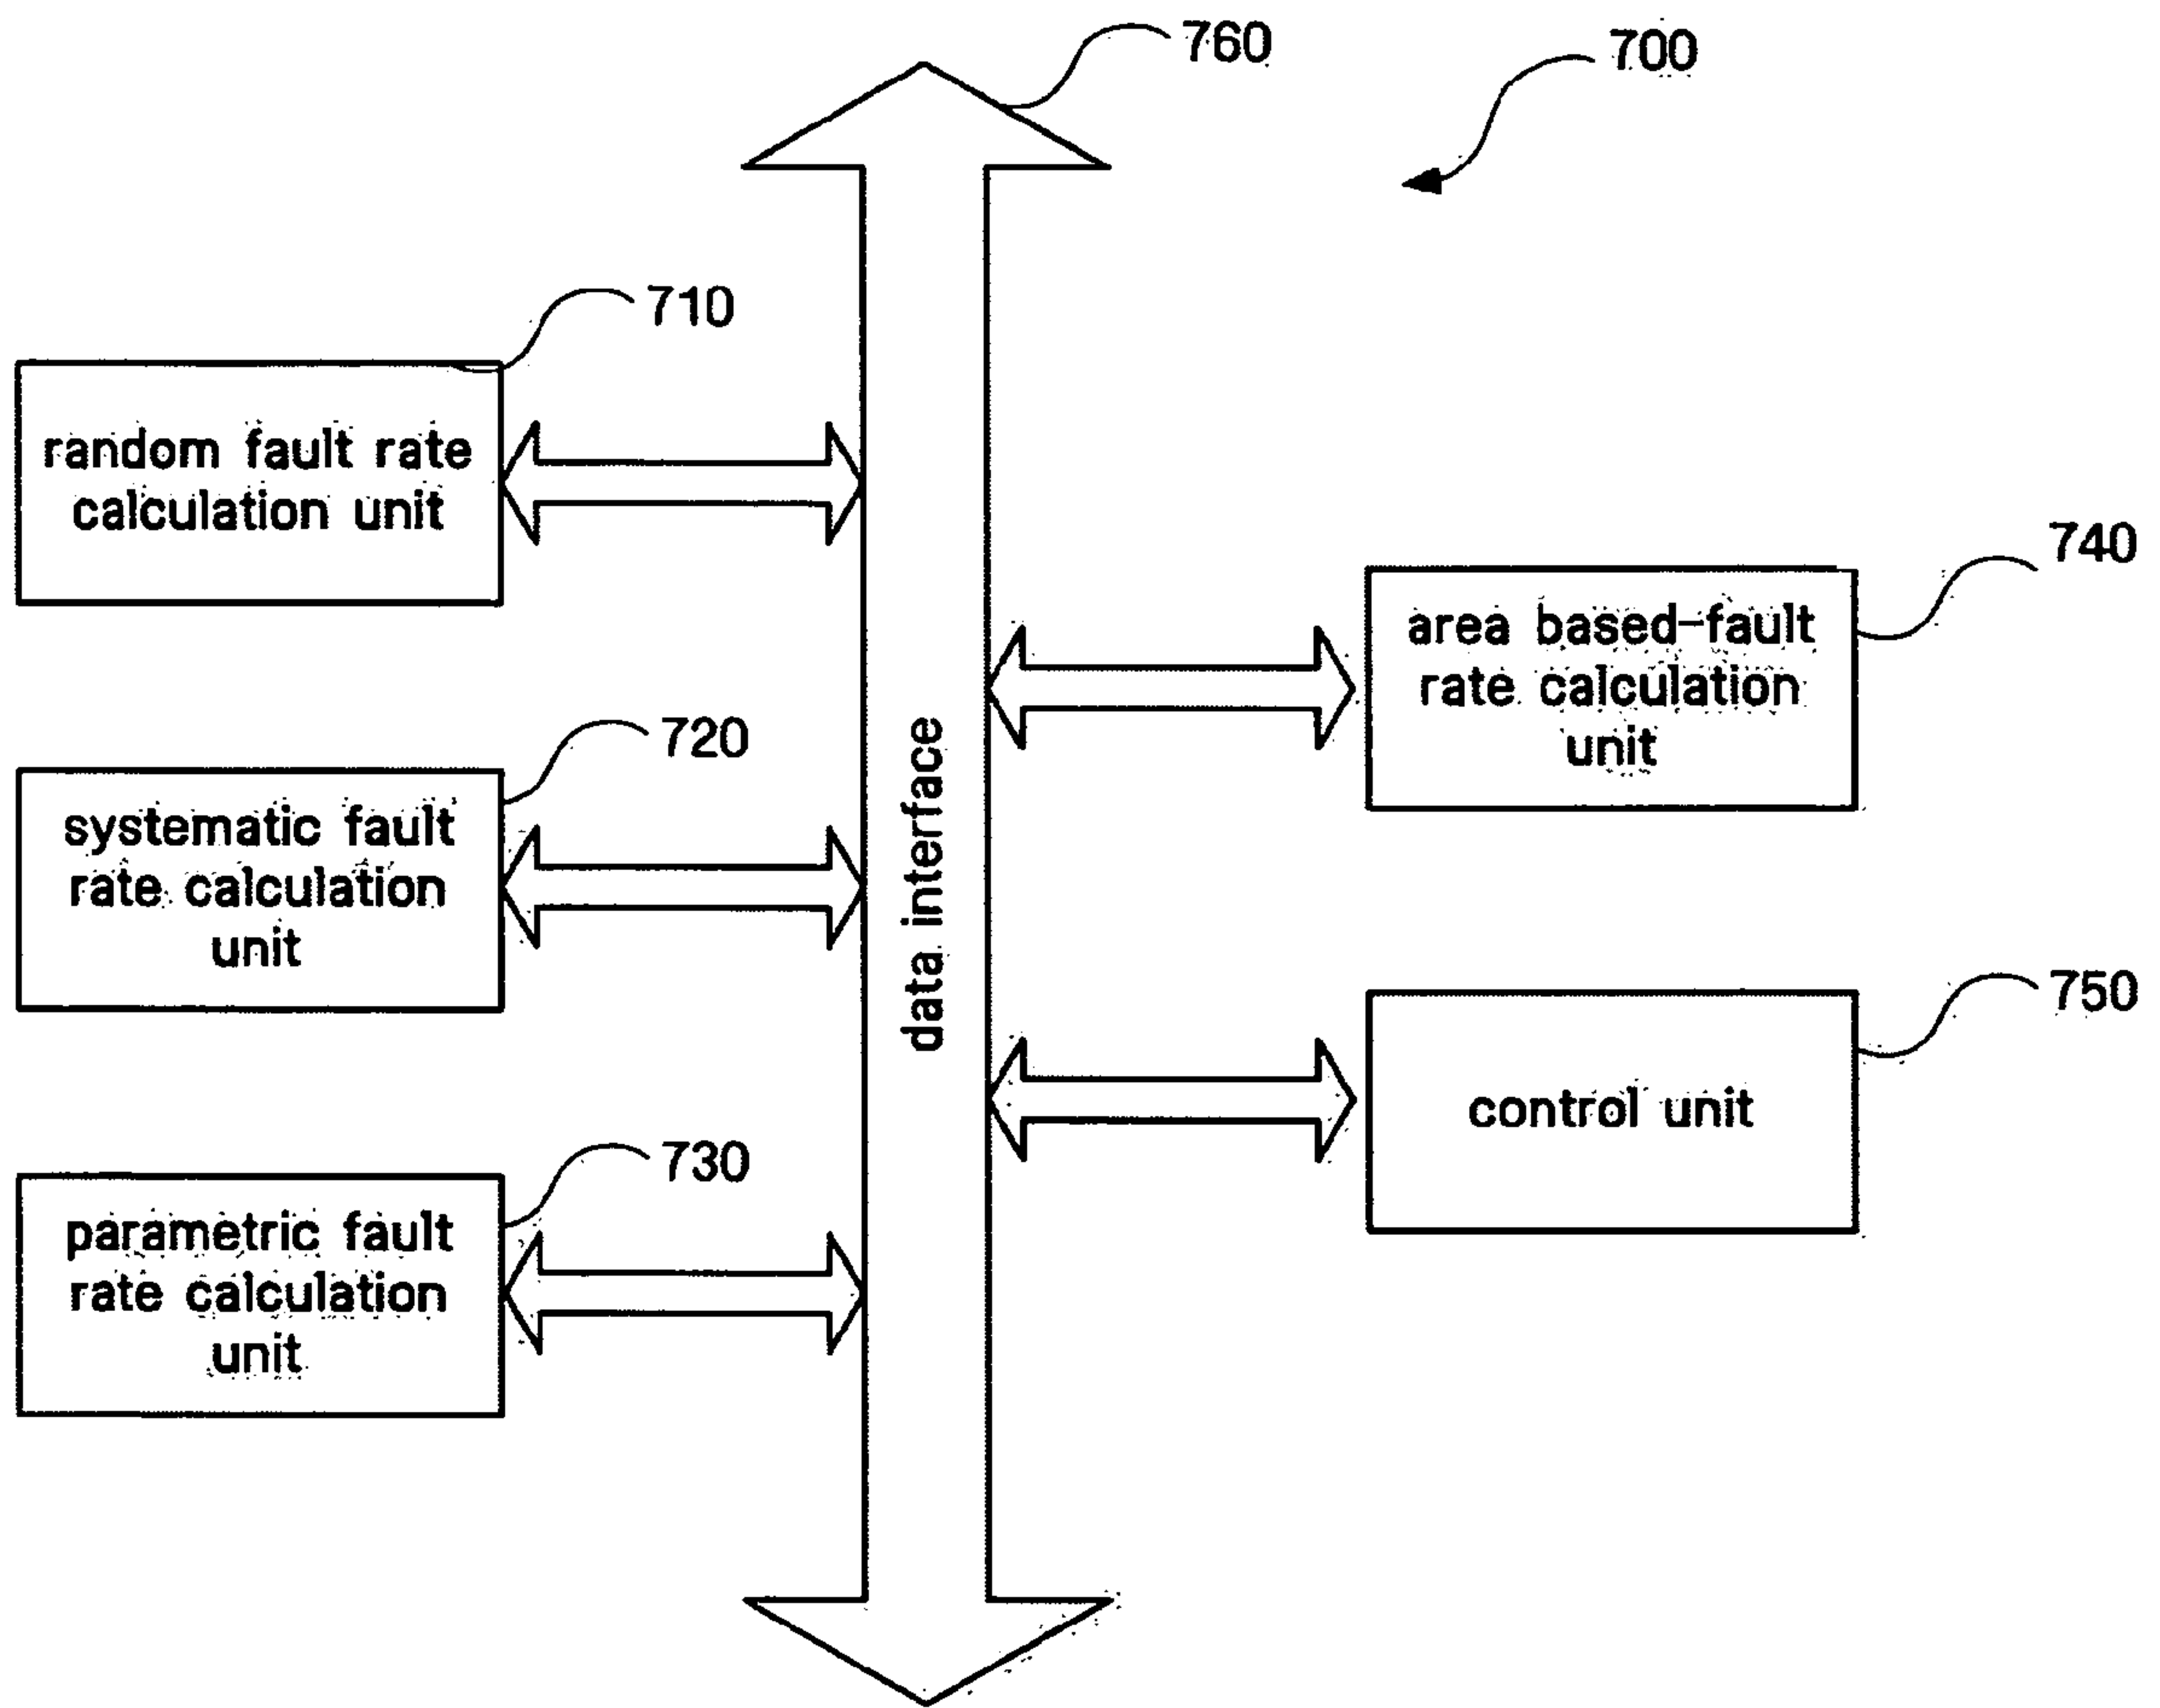 760
700
710
random fault rate
calculation unit
740
area based-fault
rate calculation
unit
720
systematic fault
rate calculation
unit
data interface
750
control unit
730
parametric fault
rate calculation
unit